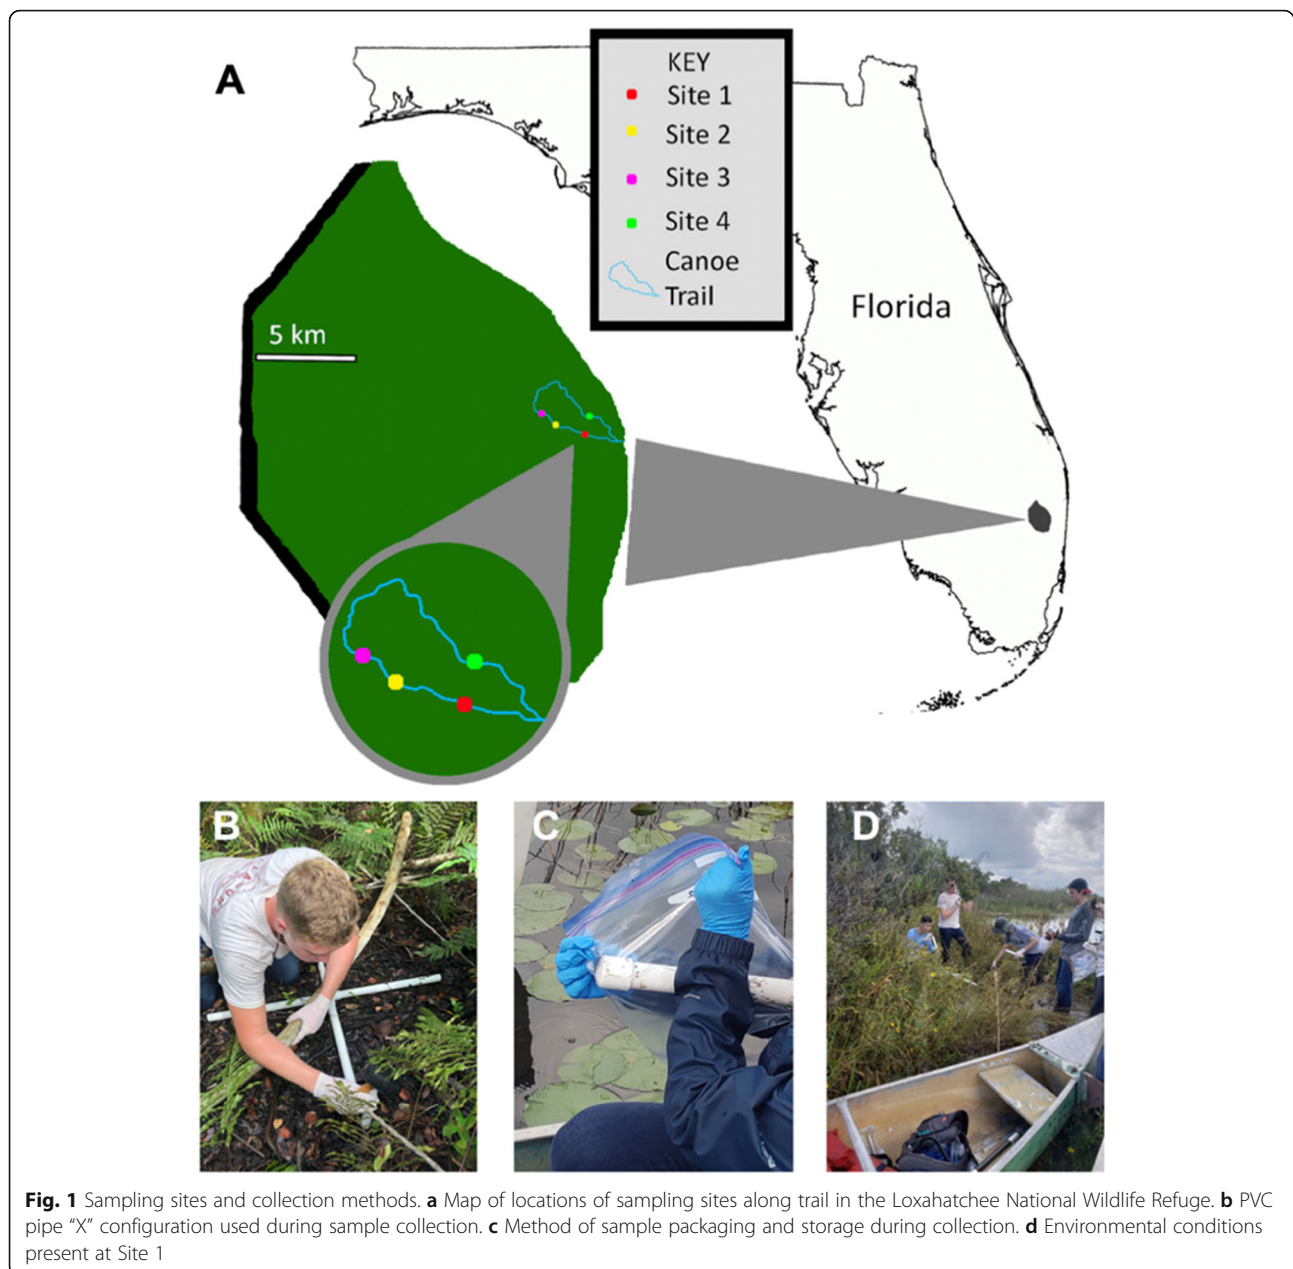 A
KEY
Site 1
Site 2
Site 3
Site 4
Canoe
Trail
Florida
5 km
B
C
D
Fig. 1 Sampling sites and collection methods. a Map of locations of sampling sites along trail in the Loxahatchee National Wildlife Refuge. b PVC
pipe “X” configuration used during sample collection. c Method of sample packaging and storage during collection. d Environmental conditions
present at Site 1